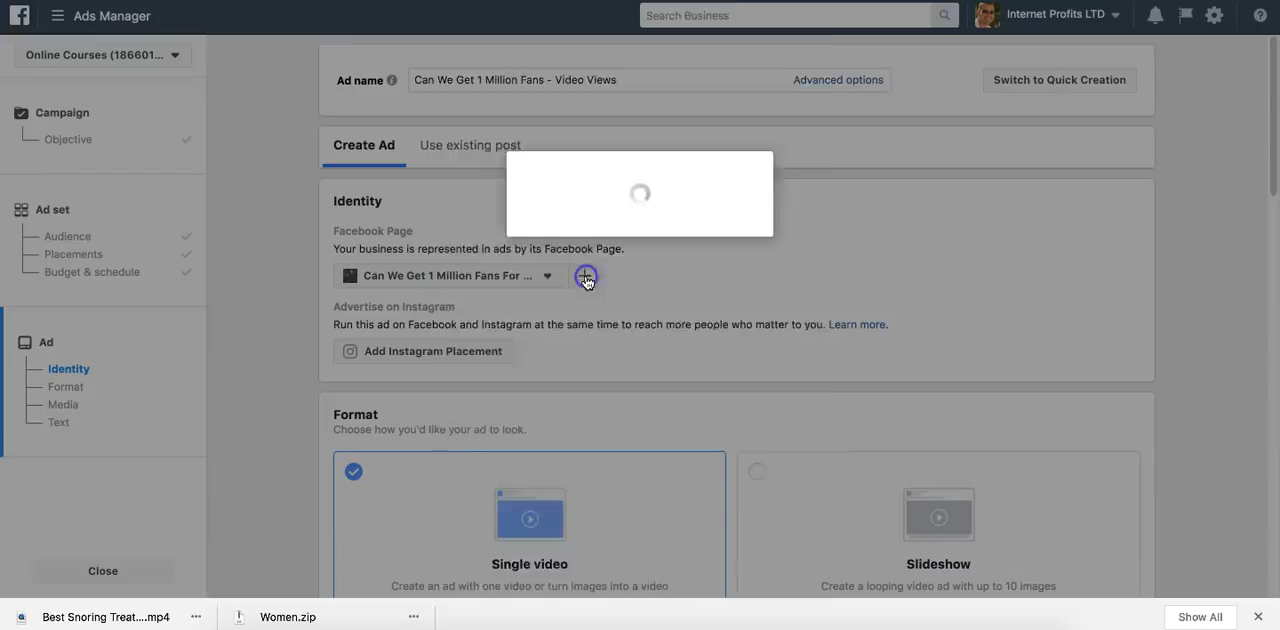 Ads Manager
Search Business
Internet Profits LTD
Online Courses (186601...
Campaign
Objective
Ad set
Audience
Placements
Budget & schedule
Ad
Identity
Format
Media
Text
Close
Ad name
Can We Get 1 Million Fans - Video Views
Advanced options
Switch to Quick Creation
Create Ad
Use existing post
Identity
Facebook Page
Your business is represented in ads by its Facebook Page.
Can We Get 1 Million Fans For ...
Advertise on Instagram
Run this ad on Facebook and Instagram at the same time to reach more people who matter to you. Learn more.
Add Instagram Placement
Format
Choose how you'd like your ad to look.
Single video
Create an ad with one video or turn images into a video
Slideshow
Create a looping video ad with up to 10 images
Best Snoring Treat....mp4
Women.zip
Show All